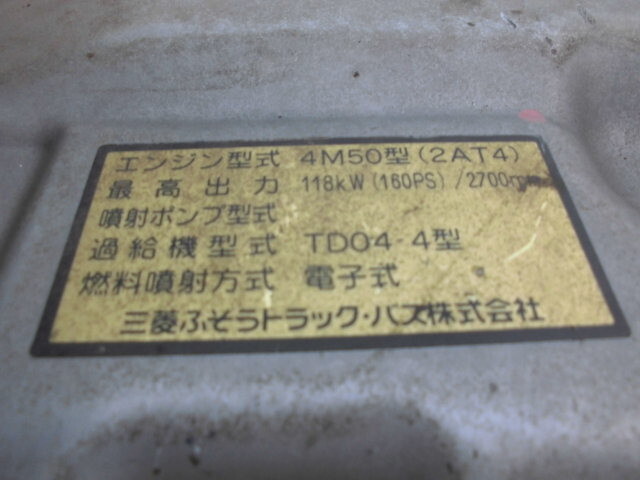 エンジン型式 4M50型(2AT4)
最高出力 118kW(160PS)/2700rpm
噴射ポンプ型式
過給機型式 TD04-4型
燃料噴射方式 電子式
三菱ふそうトラック・バス株式会社